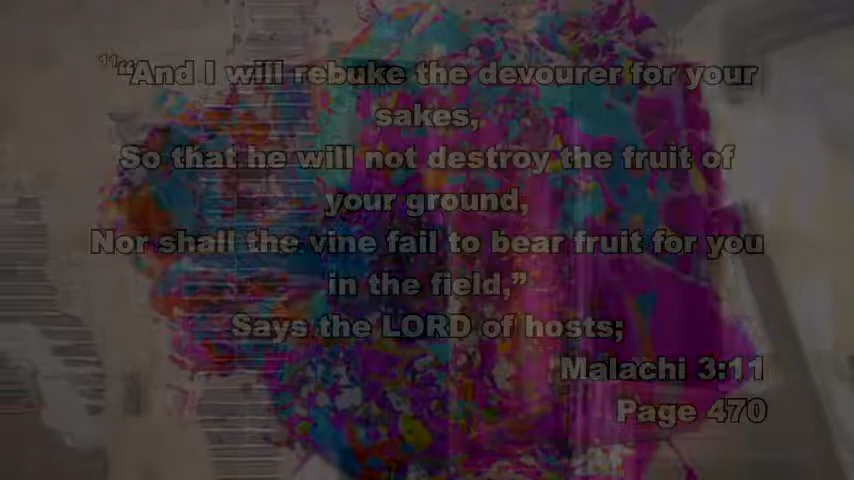 11“And I will rebuke the devourer for your
sakes,
So that he will not destroy the fruit of
your ground,
Nor shall the vine fail to bear fruit for you
in the field,”
Says the LORD of hosts;
Malachi 3:11
Page 470